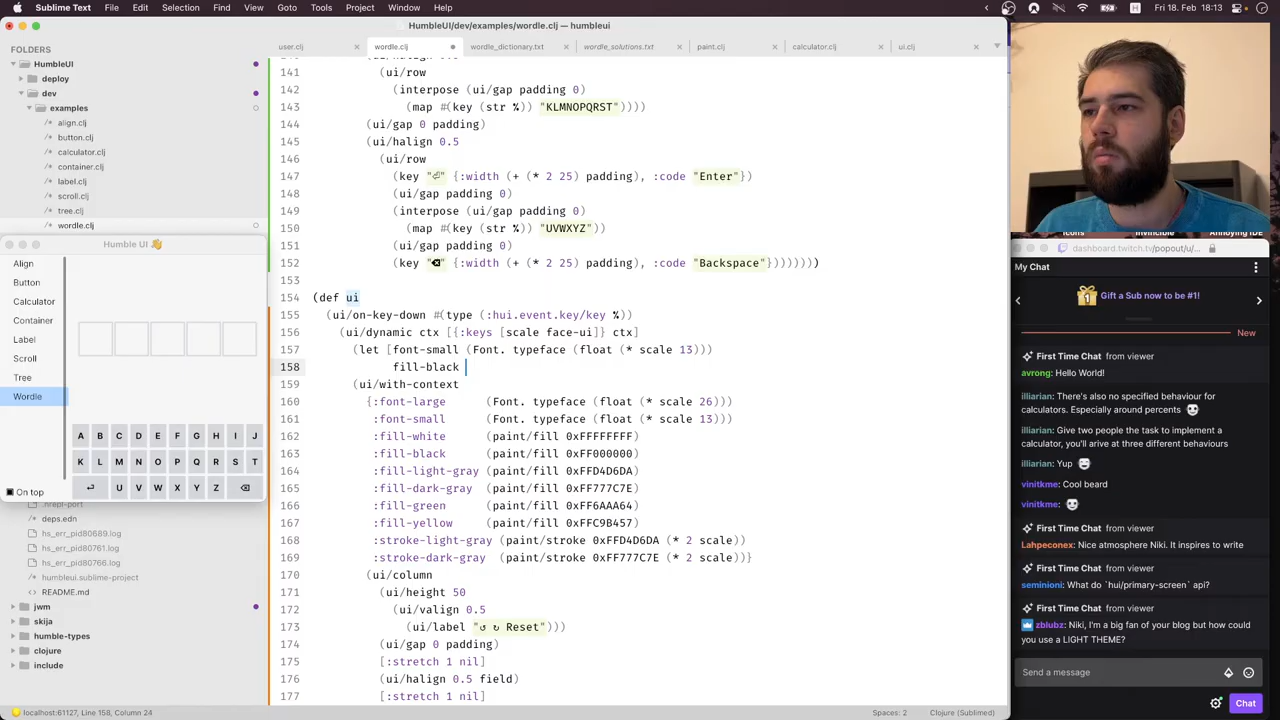 Sublime Text File Edit Selection Find View Goto Tools Project Window Help
Fri 18 Feb 18:13
HumbleUI/dev/examples/wordle.clj — humbleui
FOLDERS
HumbleUI
deploy
dev
examples
align.clj
button.clj
calculator.clj
container.clj
label.clj
scroll.clj
tree.clj
wordle.clj
Humble UI 👋
Align
Button
Calculator
Container
Label
Scroll
Tree
Wordle
On top
A B C D E F G H I J
K L M N O P Q R S T
⏎ U V W X Y Z ⌫
.nrepl-port
deps.edn
hs_err_pid80689.log
hs_err_pid80761.log
hs_err_pid80766.log
humbleui.sublime-project
README.md
jwm
skija
humble-types
clojure
include
user.clj wordle.clj wordle_dictionary.txt wordle_solutions.txt paint.clj calculator.clj ui.clj
141 (ui/row
142 (interpose (ui/gap padding 0)
143 (map #(key (str %)) "KLMNOPQRST"))))
144 (ui/gap 0 padding)
145 (ui/halign 0.5
146 (ui/row
147 (key "⏎" {:width (+ (* 2 25) padding), :code "Enter"})
148 (ui/gap padding 0)
149 (interpose (ui/gap padding 0)
150 (map #(key (str %)) "UVWXYZ"))
151 (ui/gap padding 0)
152 (key "⌫" {:width (+ (* 2 25) padding), :code "Backspace"})))))))
153
154 (def ui
155 (ui/on-key-down #(type (:hui.event.key/key %))
156 (ui/dynamic ctx [{:keys [scale face-ui]} ctx]
157 (let [font-small (Font. typeface (float (* scale 13)))
158 fill-black
159 (ui/with-context
160 {:font-large (Font. typeface (float (* scale 26)))
161 :font-small (Font. typeface (float (* scale 13)))
162 :fill-white (paint/fill 0xFFFFFFFF)
163 :fill-black (paint/fill 0xFF000000)
164 :fill-light-gray (paint/fill 0xFFD4D6DA)
165 :fill-dark-gray (paint/fill 0xFF777C7E)
166 :fill-green (paint/fill 0xFF6AAA64)
167 :fill-yellow (paint/fill 0xFFC9B457)
168 :stroke-light-gray (paint/stroke 0xFFD4D6DA (* 2 scale))
169 :stroke-dark-gray (paint/stroke 0xFF777C7E (* 2 scale))}
170 (ui/column
171 (ui/height 50
172 (ui/valign 0.5
173 (ui/label "↺ ↻ Reset")))
174 (ui/gap 0 padding)
175 [:stretch 1 nil]
176 (ui/halign 0.5 field)
177 [:stretch 1 nil]
localhost:61127, Line 158, Column 24
Spaces: 2
Clojure (Sublimed)
Icons Invincible Annoying IDE
dashboard.twitch.tv/popout/u/...
My Chat
1
Gift a Sub now to be #1!
New
First Time Chat from viewer
avrong: Hello World!
illiarian: There's also no specified behaviour for
calculators. Especially around percents
illiarian: Give two people the task to implement a
calculator, you'll arive at three different behaviours
illiarian: Yup
vinitkme: Cool beard
vinitkme:
First Time Chat from viewer
Lahpeconex: Nice atmosphere Niki. It inspires to write
First Time Chat from viewer
seminioni: What do `hui/primary-screen` api?
First Time Chat from viewer
zblubz: Niki, I'm a big fan of your blog but how could
you use a LIGHT THEME?
Send a message
Chat